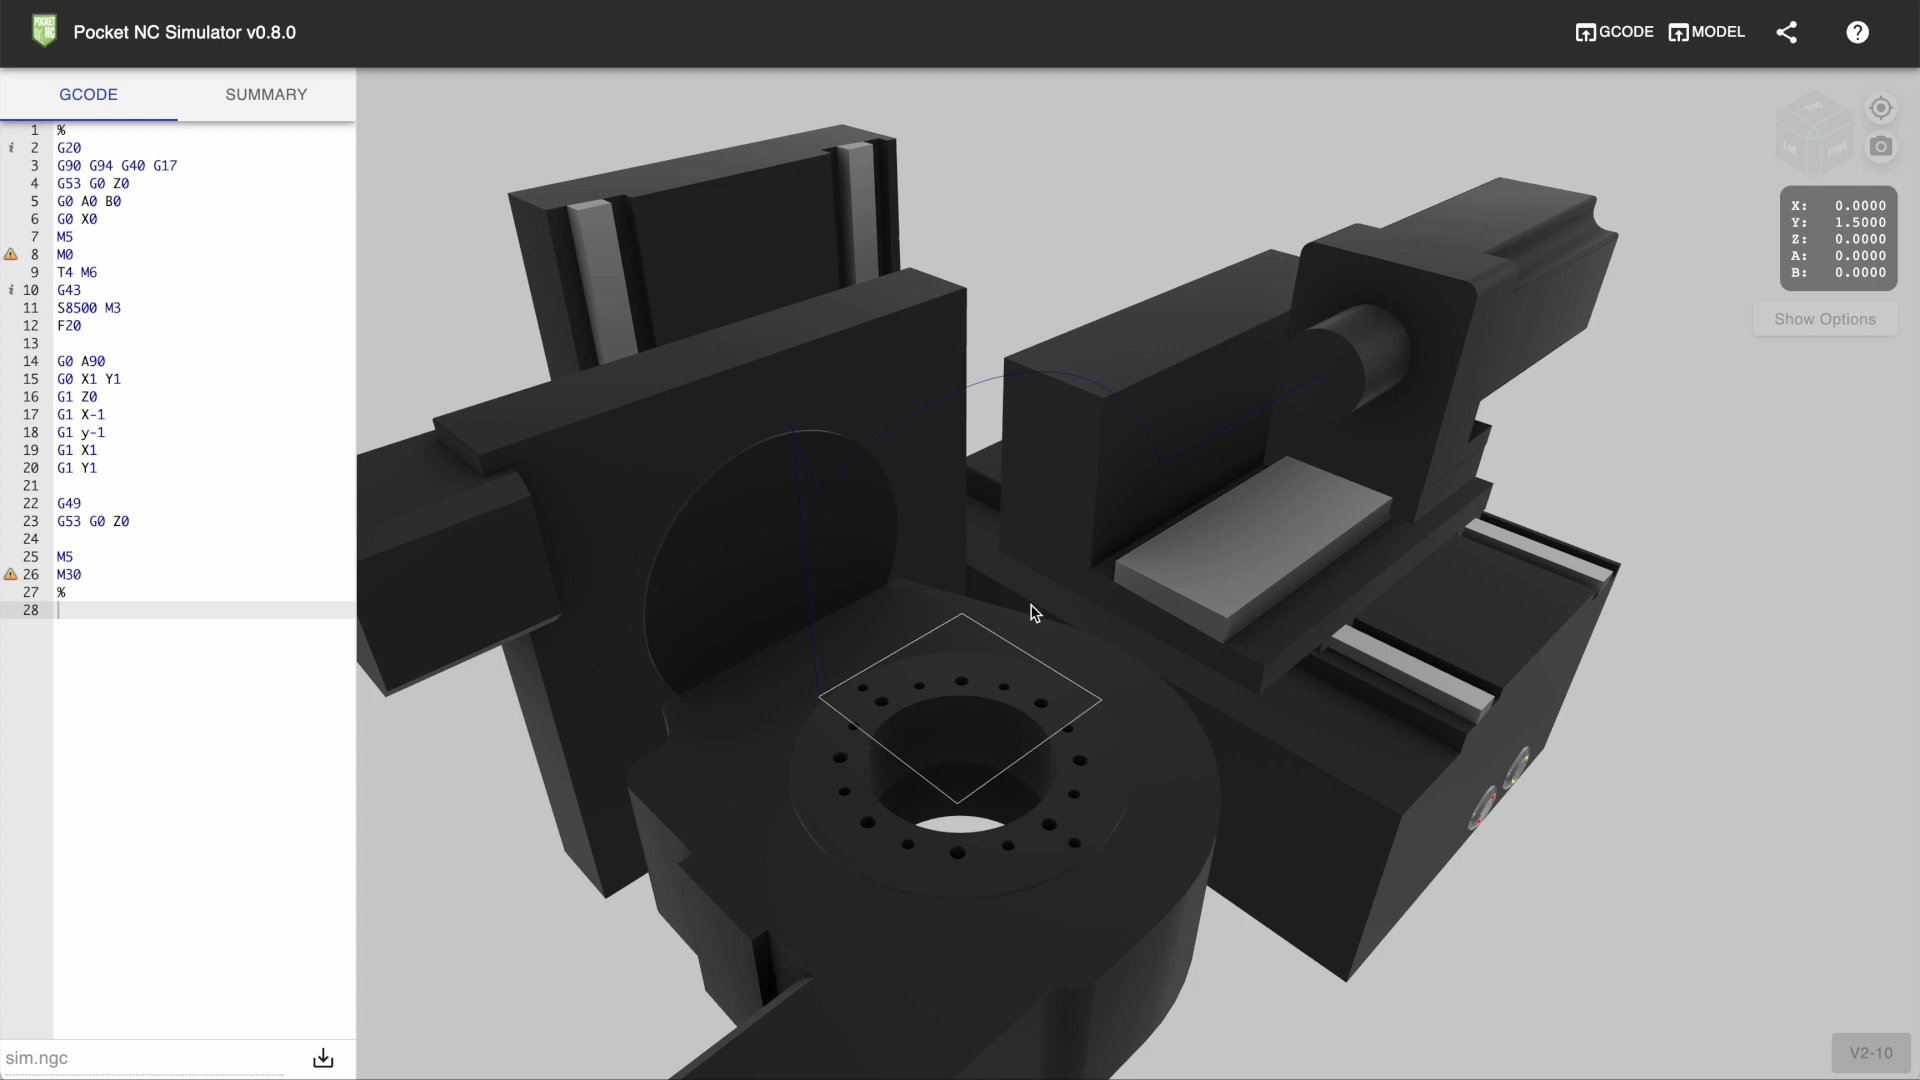 POCKET NC
Pocket NC Simulator v0.8.0
GCODE
MODEL
GCODE
SUMMARY
1 %
2 G20
3 G90 G94 G40 G17
4 G53 G0 Z0
5 G0 A0 B0
6 G0 X0
7 M5
8 M0
9 T4 M6
10 G43
11 S8500 M3
12 F20
13
14 G0 A90
15 G0 X1 Y1
16 G1 Z0
17 G1 X-1
18 G1 y-1
19 G1 X1
20 G1 Y1
21
22 G49
23 G53 G0 Z0
24
25 M5
26 M30
27 %
28
Top
Left
Front
X: 0.0000
Y: 1.5000
Z: 0.0000
A: 0.0000
B: 0.0000
Show Options
sim.ngc
V2-10